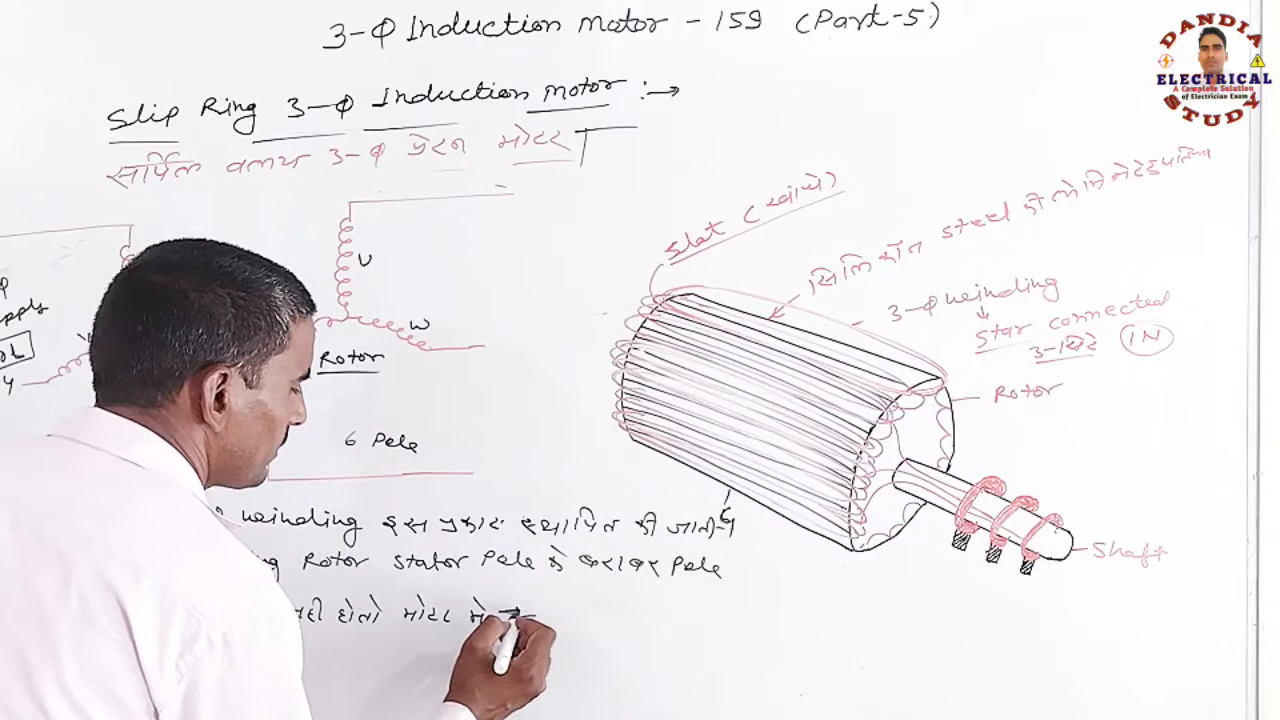 3-Φ Induction motor - 159 (Part-5)
DANDIA
ELECTRICAL
A Complete Solution
of Electrician Exam
STUDY
Slip Ring 3-Φ Induction motor :→
सर्पिल वलय 3-Φ प्रेरण मोटर
Slot ( खांचे)
सिलिकॉन steel की लेमिनेटेड पत्तियां
3-Φ winding
Star connected
3-सिरे IN
Rotor
Shaft
U
W
Rotor
Y
6 Pole
winding इस प्रकार स्थापित की जाती
Rotor Stator Pole के बराबर Pole
नही होतो मोटर मे